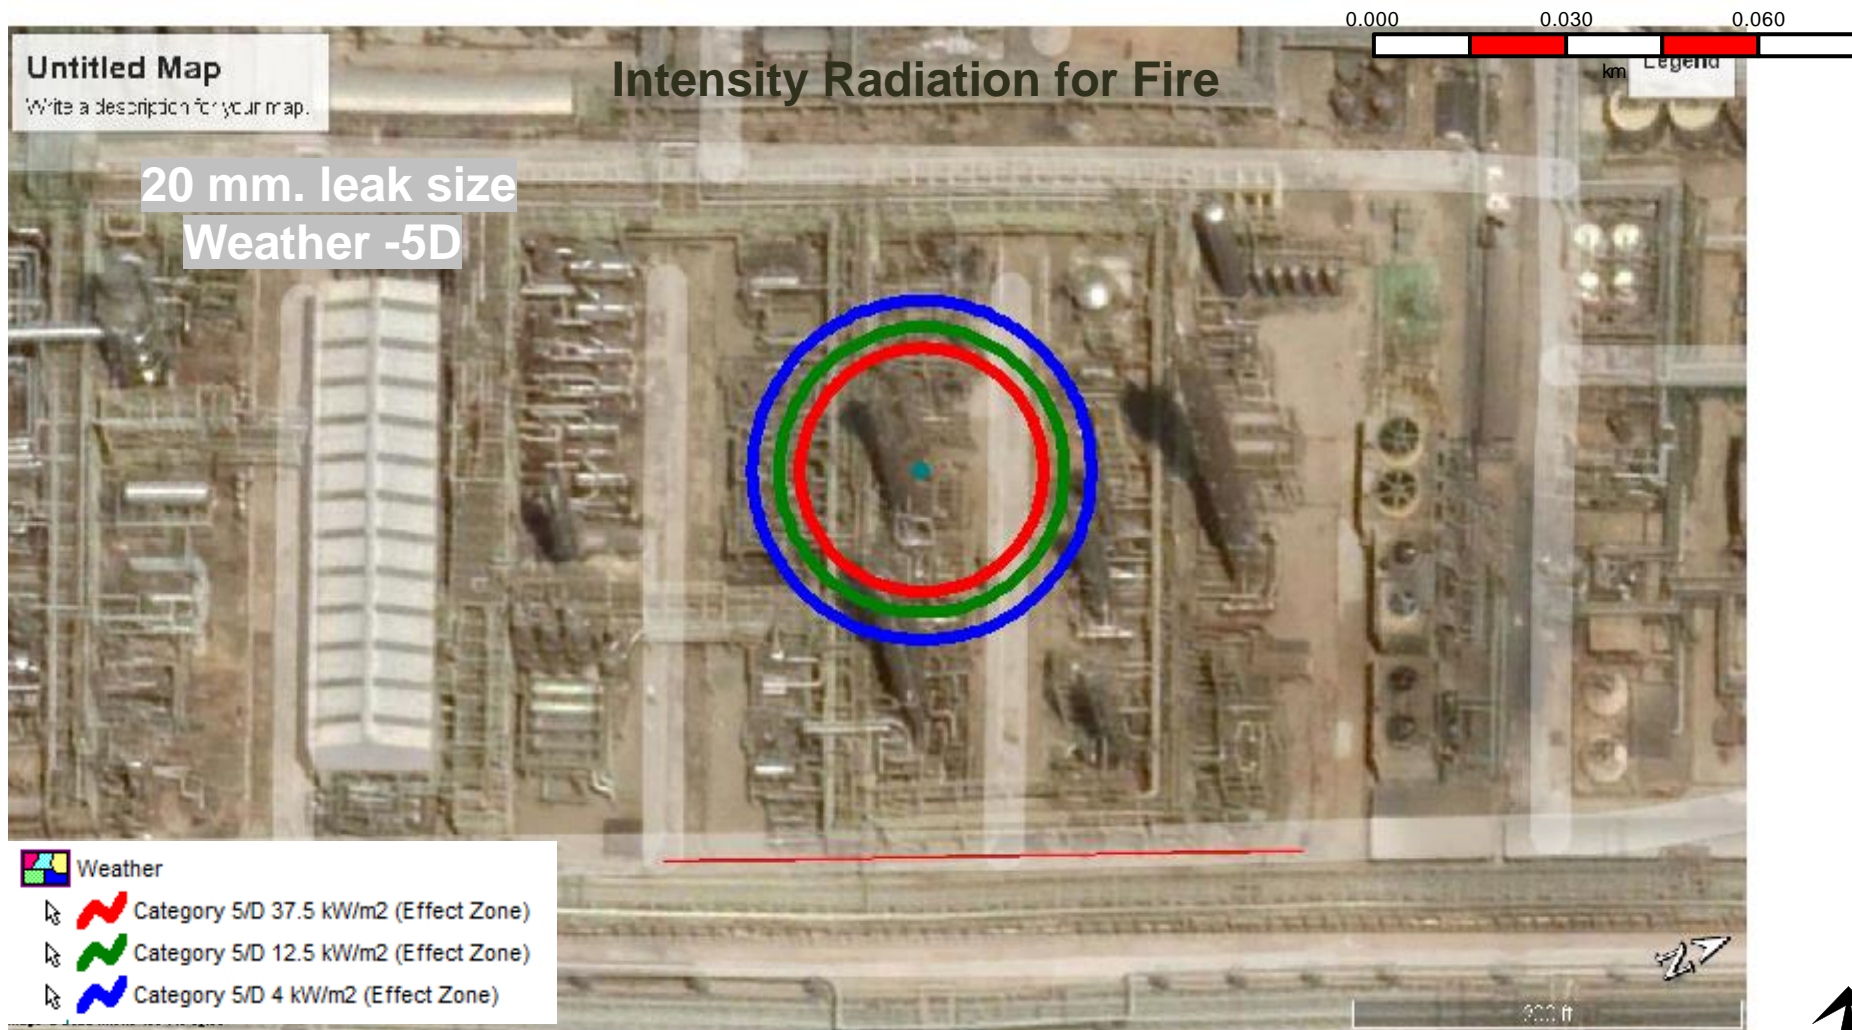 0.000 0.030 0.060
km
Untitled Map
Write a description for your map.
Intensity Radiation for Fire
Legend
20 mm. leak size
Weather -5D
Weather
Category 5/D 37.5 kW/m2 (Effect Zone)
Category 5/D 12.5 kW/m2 (Effect Zone)
Category 5/D 4 kW/m2 (Effect Zone)
N
ft